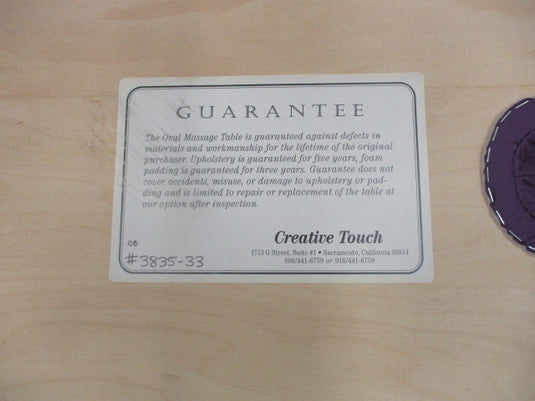 GUARANTEE
The Oval Massage Table is guaranteed against defects in
materials and workmanship for the lifetime of the original
purchaser. Upholstery is guaranteed for five years, foam
padding is guaranteed for three years. Guarantee does not
cover accidents, misuse, or damage to upholstery or pad-
ding and is limited to repair or replacement of the table at
our option after inspection.
Creative Touch
1713 G Street, Suite #1 • Sacramento, California 95814
800/441-6759 or 916/441-6759
#3835-33